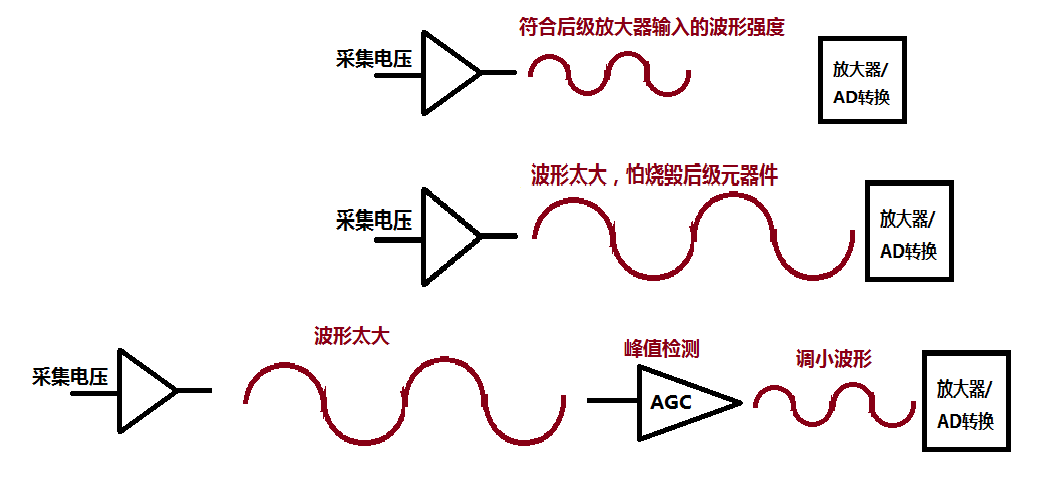 符合后级放大器输入的波形强度
采集电压
放大器/
AD转换
波形太大，怕烧毁后级元器件
采集电压
放大器/
AD转换
波形太大
峰值检测
调小波形
采集电压
AGC
放大器/
AD转换